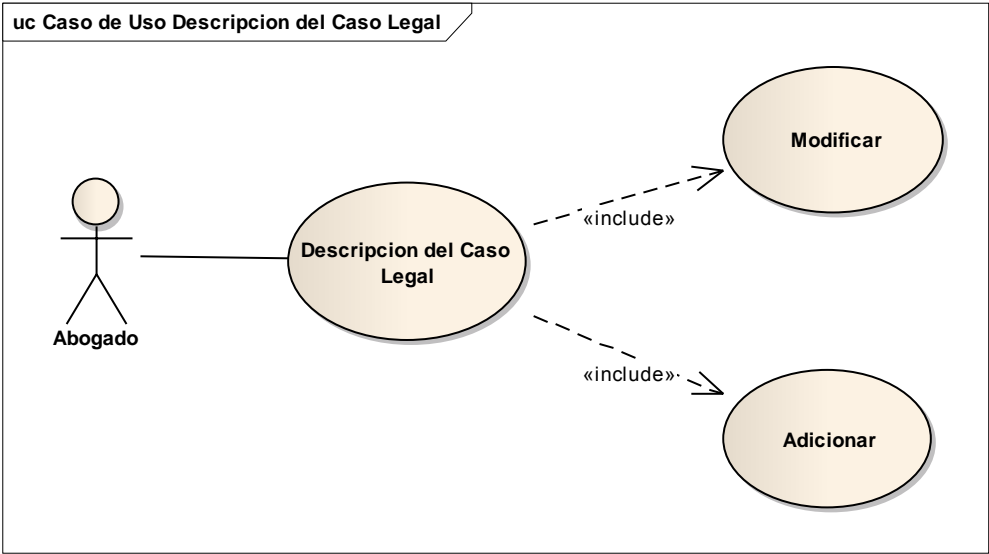 uc Caso de Uso Descripcion del Caso Legal
Modificar
«include»
Descripcion del Caso
Legal
Abogado
«include»
Adicionar